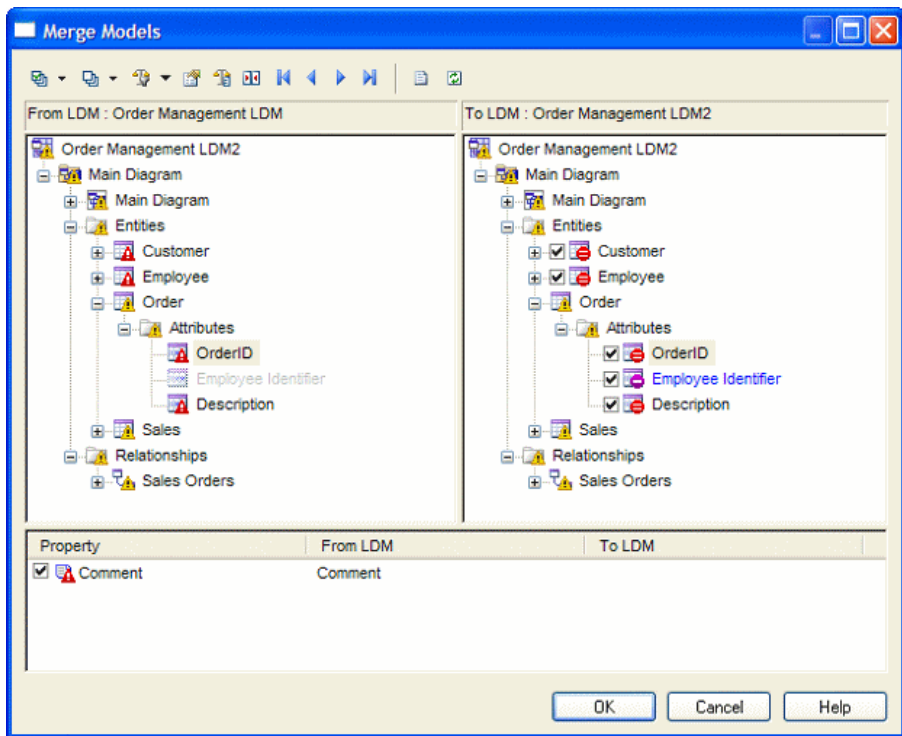 Merge Models
From LDM : Order Management LDM
To LDM : Order Management LDM2
Order Management LDM2
Main Diagram
Main Diagram
Entities
Customer
Employee
Order
Attributes
OrderID
Employee Identifier
Description
Sales
Relationships
Sales Orders
Order Management LDM2
Main Diagram
Main Diagram
Entities
Customer
Employee
Order
Attributes
OrderID
Employee Identifier
Description
Sales
Relationships
Sales Orders
Property From LDM To LDM
Comment Comment
OK Cancel Help